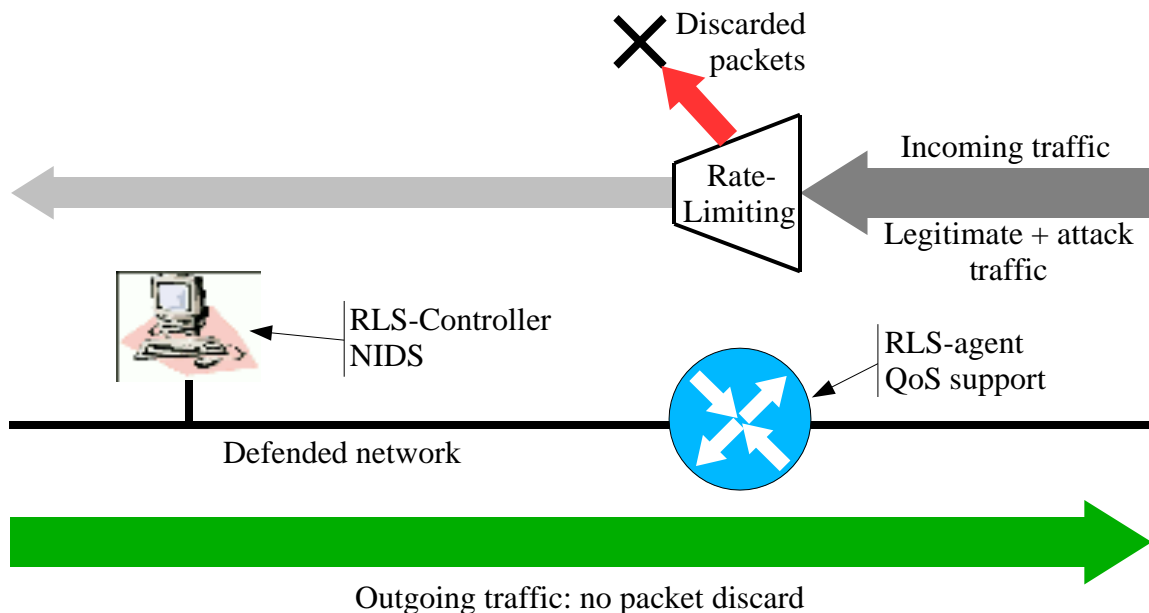 Discarded
packets
Incoming traffic
Rate-
Limiting
Legitimate + attack
traffic
RLS-Controller
NIDS
RLS-agent
QoS support
Defended network
Outgoing traffic: no packet discard